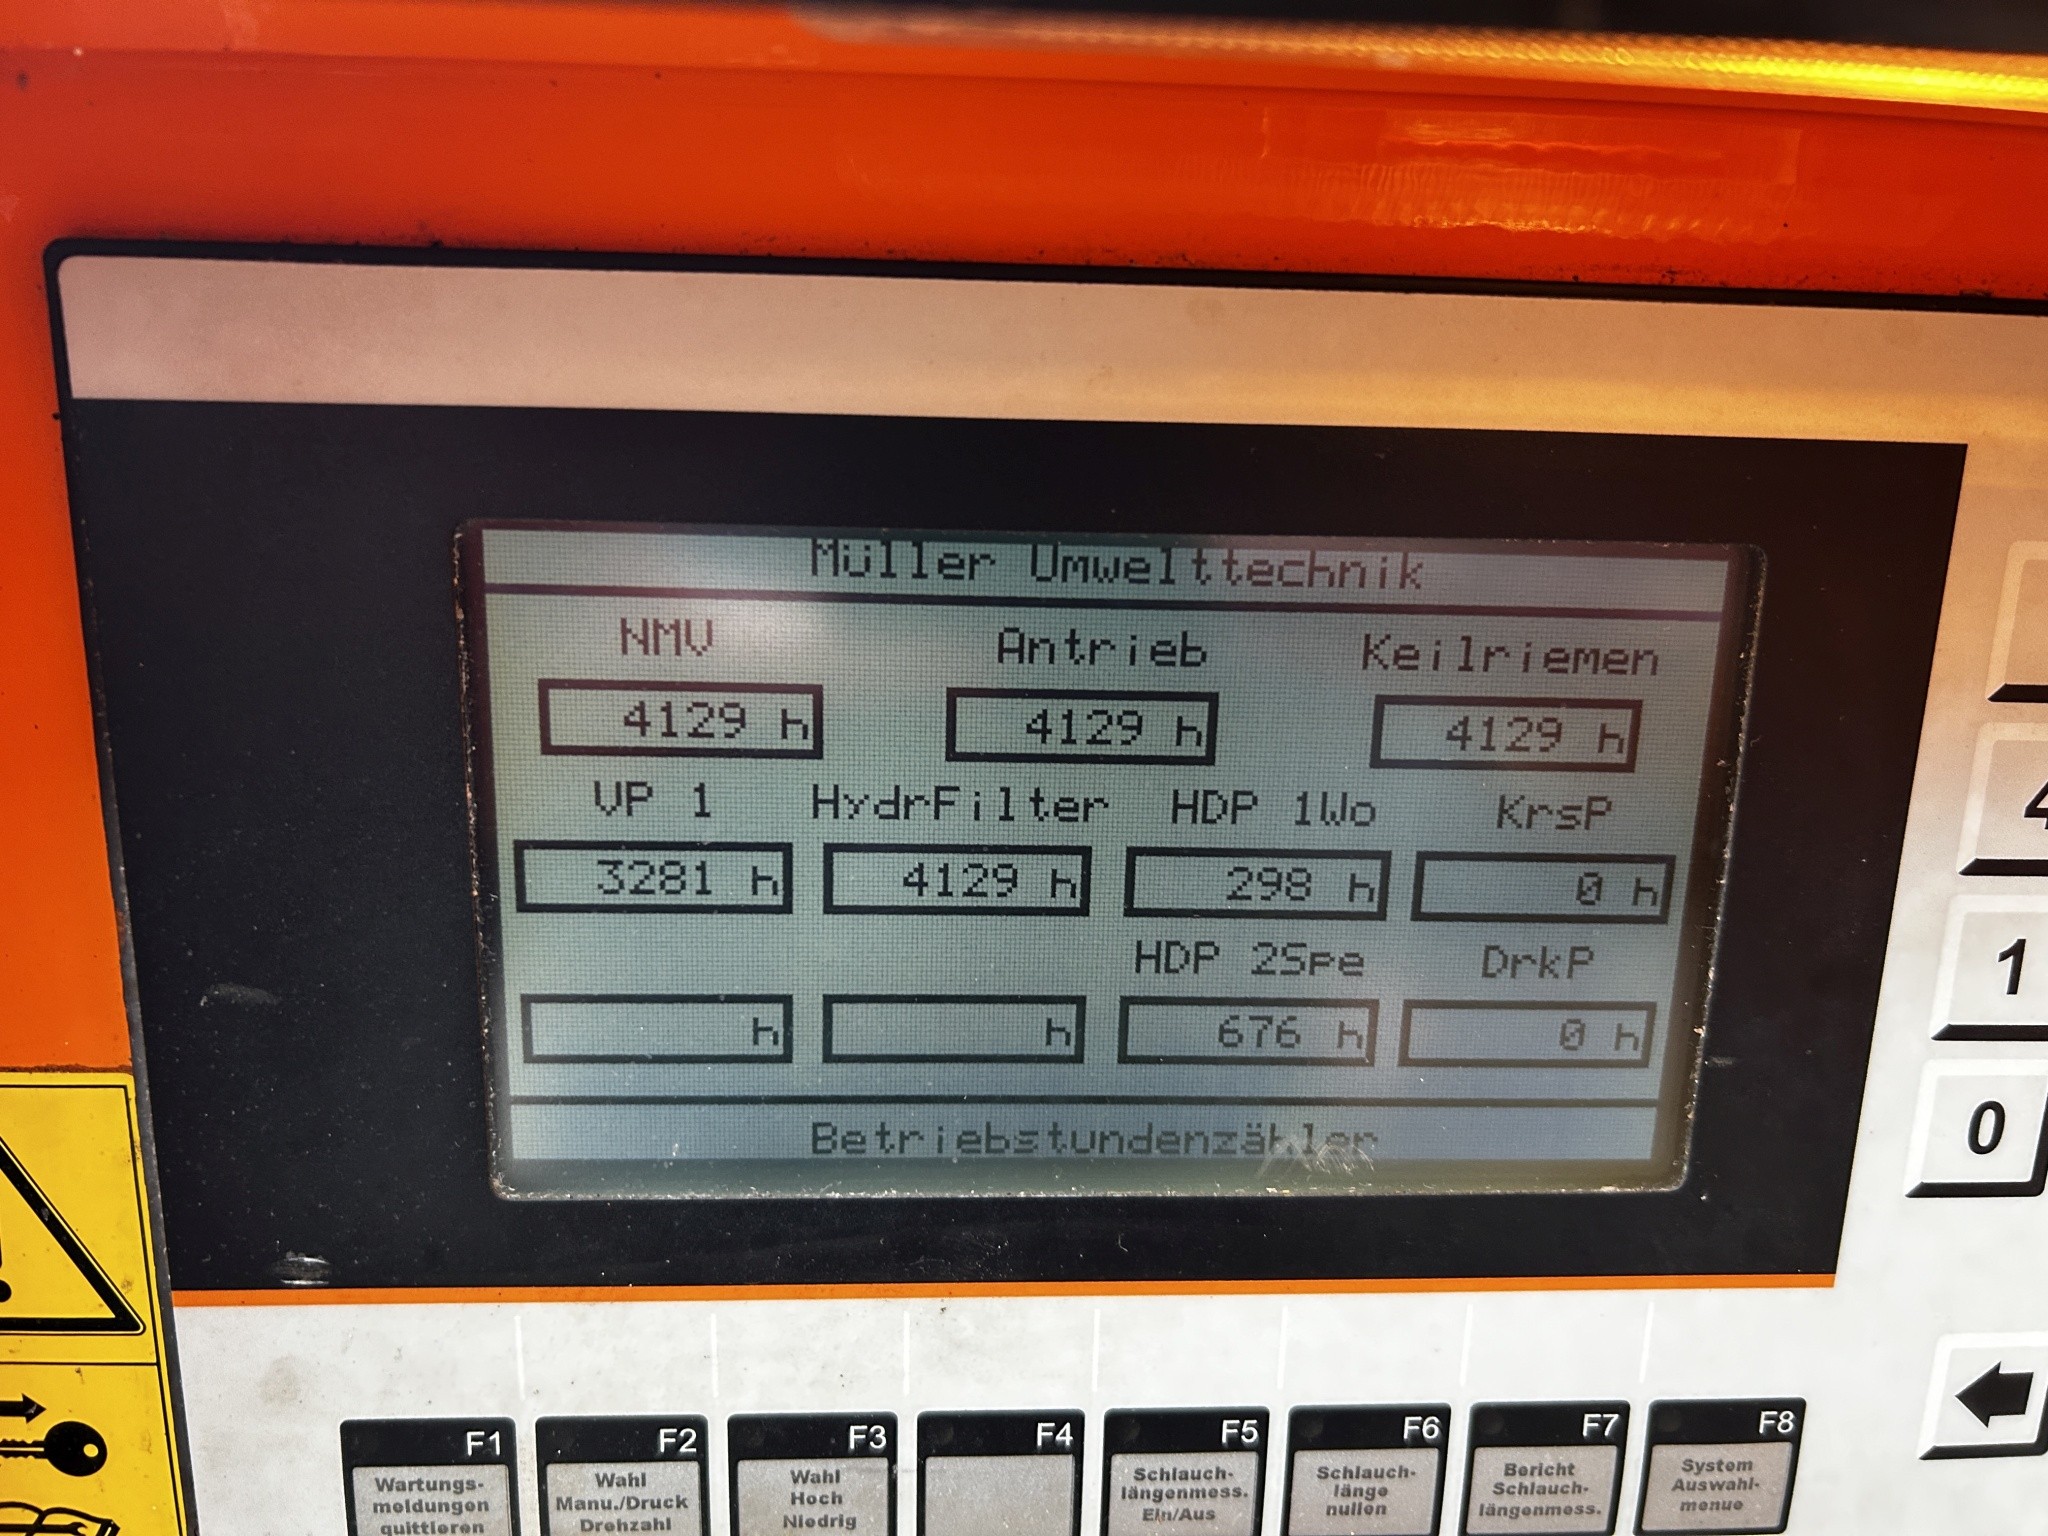 Müller Umwelttechnik
NMV Antrieb Keilriemen
4129 h 4129 h 4129 h
VP 1 HydrFilter HDP 1Wo KrsP
3281 h 4129 h 298 h 0 h
HDP 2Spe DrkP
h h 676 h 0 h
Betriebstundenzähler
4
1
0
F1 F2 F3 F4 F5 F6 F7 F8
Wartungs-
meldungen
quittieren
Wahl
Manu./Druck
Drehzahl
Wahl
Hoch
Niedrig
Schlauch-
längenmess.
Ein/Aus
Schlauch-
länge
nullen
Bericht
Schlauch-
längenmess.
System
Auswahl-
menue